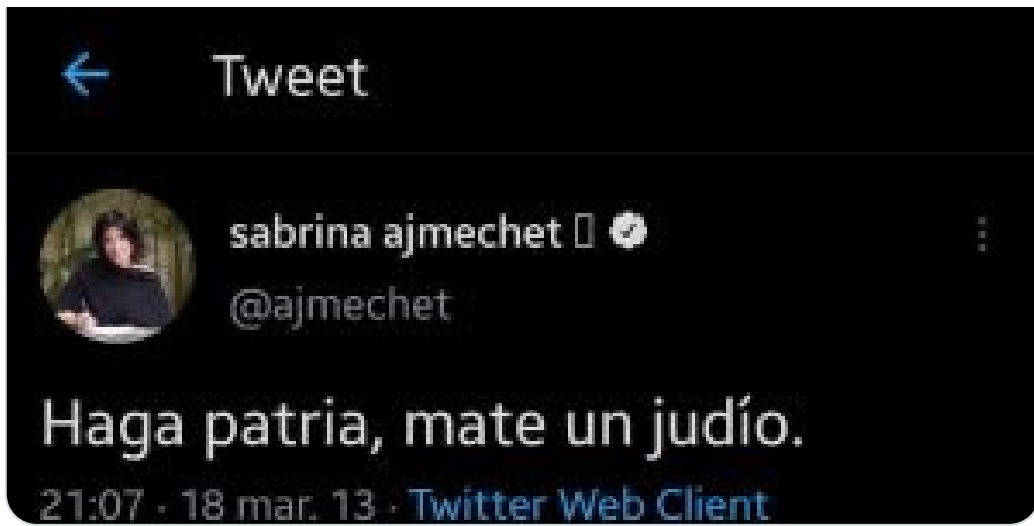 Tweet
sabrina ajmechet
@ajmechet
Haga patria, mate un judío.
21:07 · 18 mar. 13 · Twitter Web Client